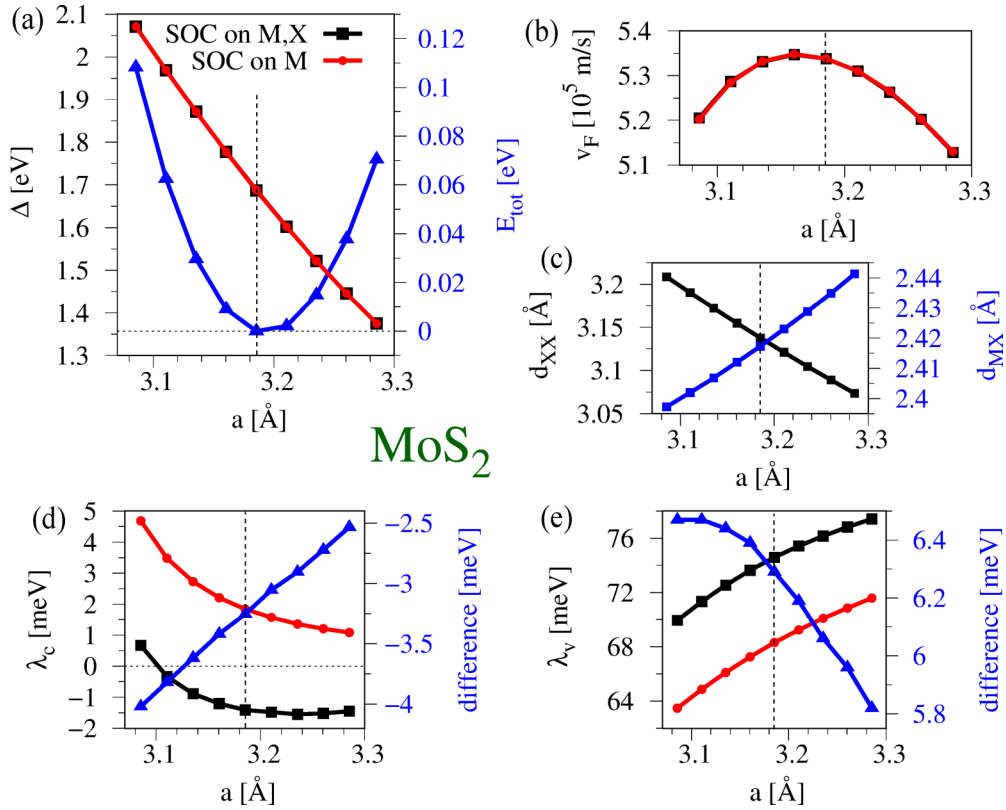 (a)
SOC on M,X
SOC on M
2.1
2
1.9
1.8
1.7
1.6
1.5
1.4
1.3
Δ [eV]
0.12
0.1
0.08
0.06
0.04
0.02
0
E_tot [eV]
3.1 3.2 3.3
a [Å]
(b)
5.4
5.3
5.2
5.1
v_F [10^5 m/s]
3.1 3.2 3.3
a [Å]
(c)
3.2
3.15
3.1
3.05
d_XX [Å]
2.44
2.43
2.42
2.41
2.4
d_MX [Å]
3.1 3.2 3.3
a [Å]
MoS₂
(d)
5
4
3
2
1
0
−1
−2
λ_c [meV]
−2.5
−3
−3.5
−4
difference [meV]
3.1 3.2 3.3
a [Å]
(e)
76
72
68
64
λ_v [meV]
6.4
6.2
6
5.8
difference [meV]
3.1 3.2 3.3
a [Å]